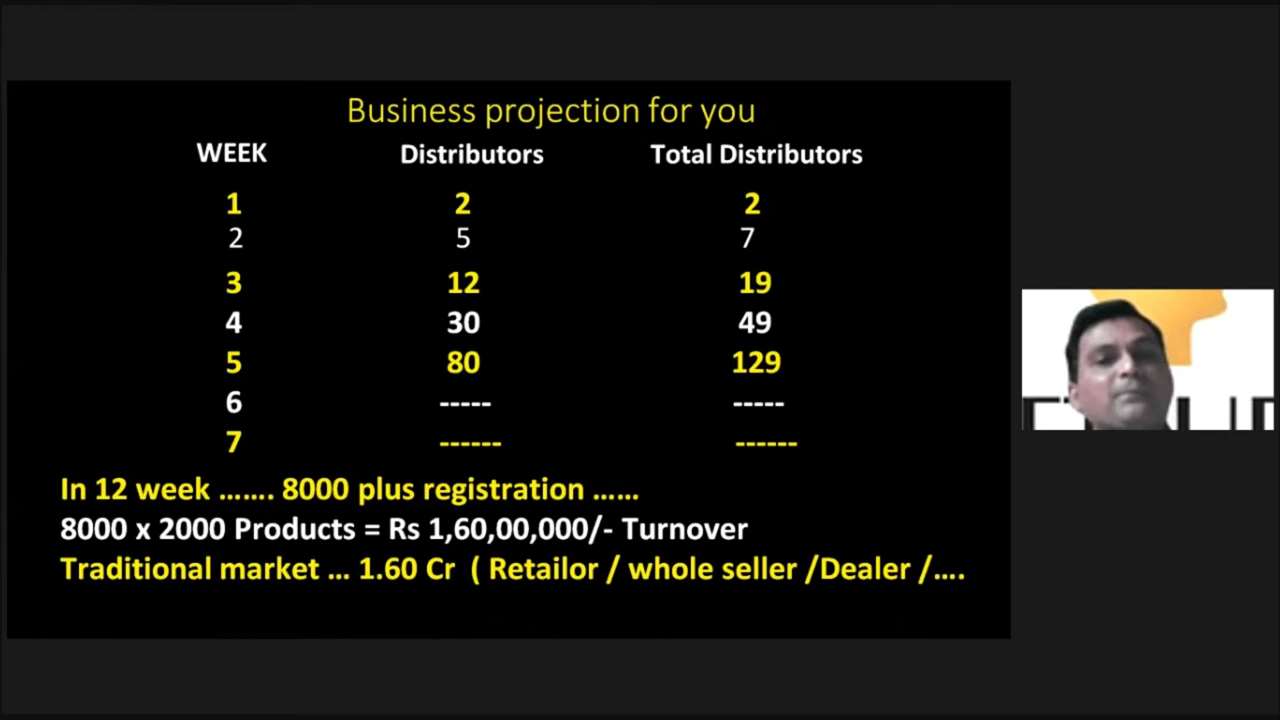 Business projection for you
WEEK Distributors Total Distributors
1 2 2
2 5 7
3 12 19
4 30 49
5 80 129
6 ----- -----
7 ------ ------
In 12 week ....... 8000 plus registration ......
8000 x 2000 Products = Rs 1,60,00,000/- Turnover
Traditional market ... 1.60 Cr ( Retailor / whole seller /Dealer /....